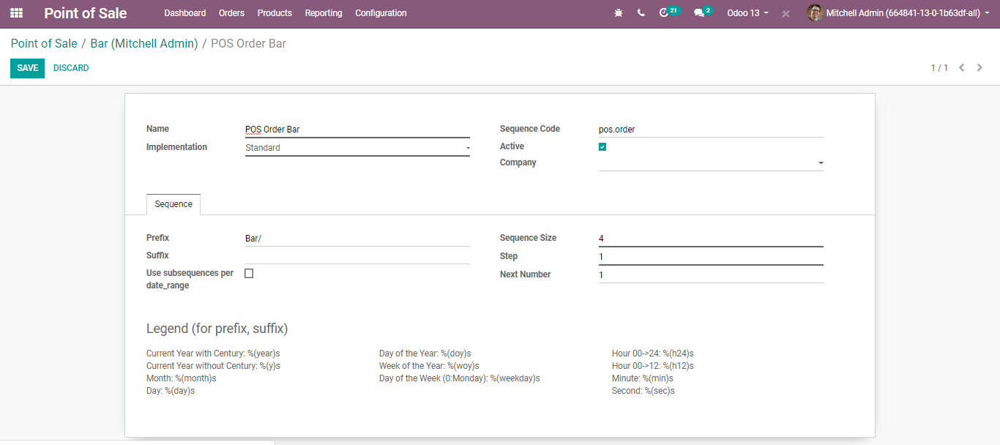 Point of Sale Dashboard Orders Products Reporting Configuration 21 2 Odoo 13 Mitchell Admin (664841-13-0-1b63df-all)
Point of Sale / Bar (Mitchell Admin) / POS Order Bar
SAVE DISCARD 1 / 1
Name POS Order Bar Sequence Code pos.order
Implementation Standard Active
Company
Sequence
Prefix Bar/ Sequence Size 4
Suffix Step 1
Use subsequences per date_range Next Number 1
Legend (for prefix, suffix)
Current Year with Century: %(year)s Day of the Year: %(doy)s Hour 00->24: %(h24)s
Current Year without Century: %(y)s Week of the Year: %(woy)s Hour 00->12: %(h12)s
Month: %(month)s Day of the Week (0:Monday): %(weekday)s Minute: %(min)s
Day: %(day)s Second: %(sec)s